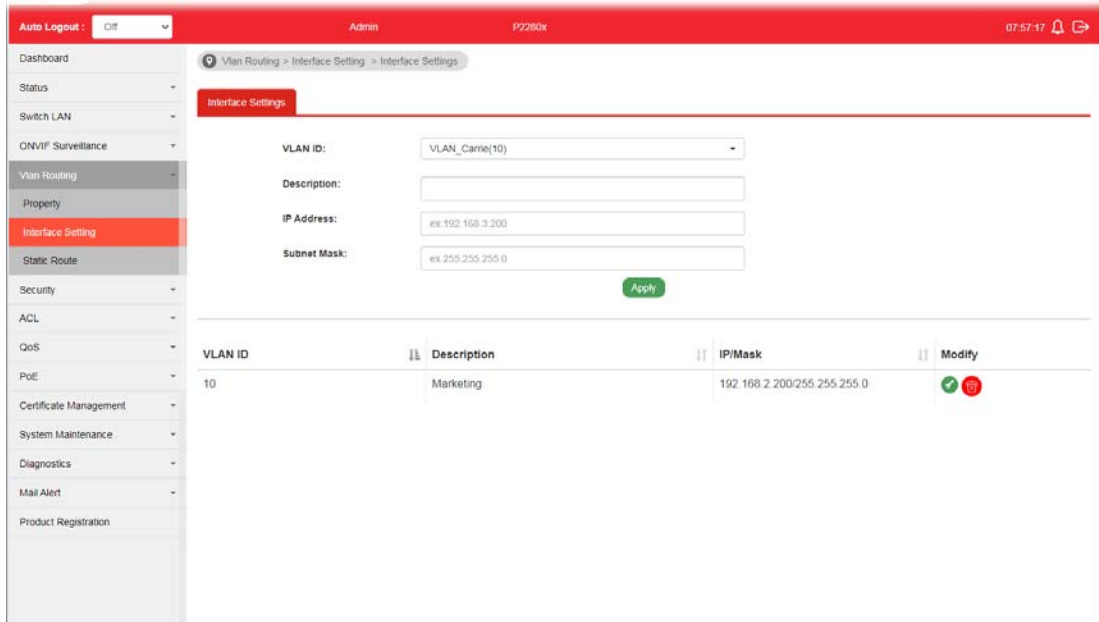 Auto Logout : Off Admin P2260x 07:57:17
Dashboard
Status
Switch LAN
ONVIF Surveillance
Vlan Routing
Property
Interface Setting
Static Route
Security
ACL
QoS
PoE
Certificate Management
System Maintenance
Diagnostics
Mail Alert
Product Registration
Vlan Routing > Interface Setting > Interface Settings
Interface Settings
VLAN ID: VLAN_Carrie(10)
Description:
IP Address: ex:192.168.3.200
Subnet Mask: ex:255.255.255.0
Apply
VLAN ID Description IP/Mask Modify
10 Marketing 192.168.2.200/255.255.255.0